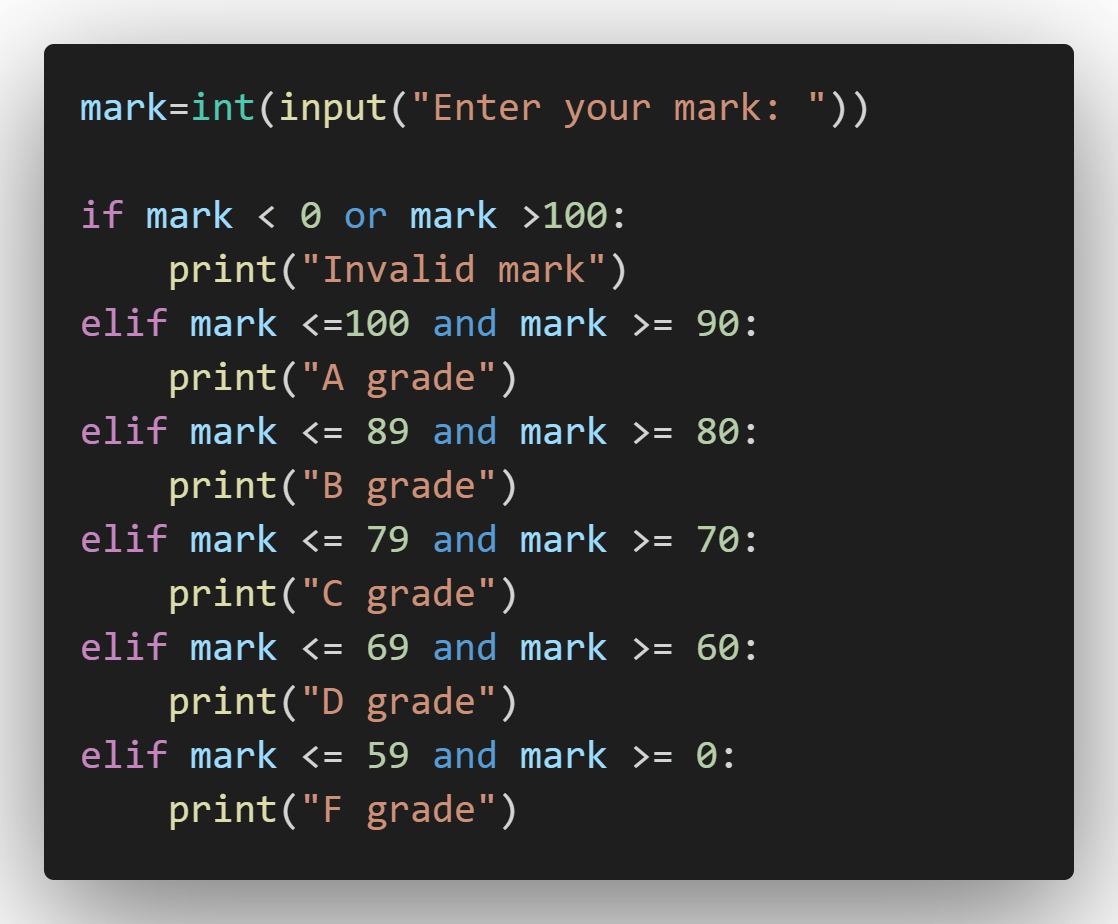 mark=int(input("Enter your mark: "))

if mark < 0 or mark >100:
    print("Invalid mark")
elif mark <=100 and mark >= 90:
    print("A grade")
elif mark <= 89 and mark >= 80:
    print("B grade")
elif mark <= 79 and mark >= 70:
    print("C grade")
elif mark <= 69 and mark >= 60:
    print("D grade")
elif mark <= 59 and mark >= 0:
    print("F grade")